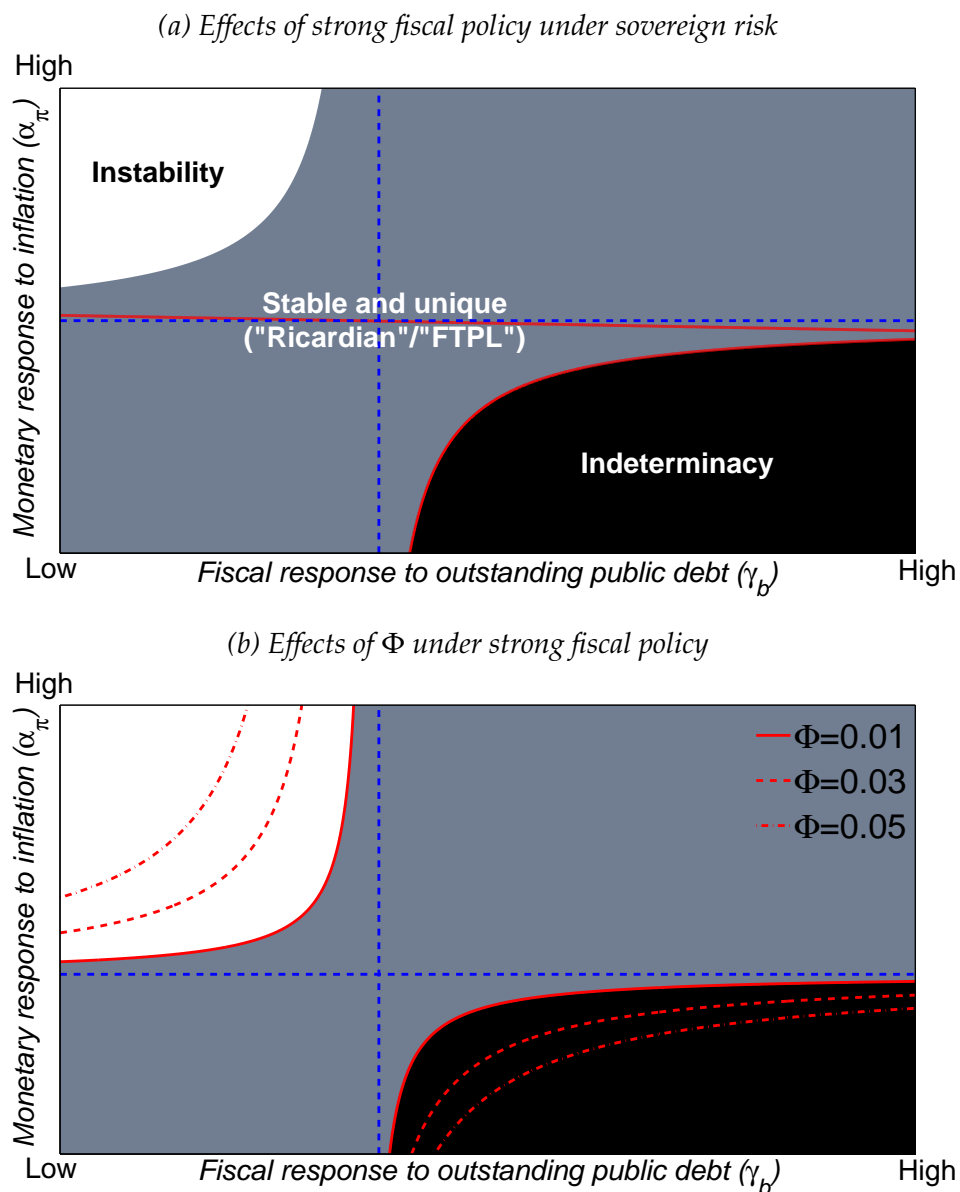 (a) Effects of strong fiscal policy under sovereign risk
High
Monetary response to inflation (α_π)
Instability
Stable and unique
("Ricardian"/"FTPL")
Indeterminacy
Low
Fiscal response to outstanding public debt (γ_b)
High
(b) Effects of Φ under strong fiscal policy
High
Monetary response to inflation (α_π)
Φ=0.01
Φ=0.03
Φ=0.05
Low
Fiscal response to outstanding public debt (γ_b)
High